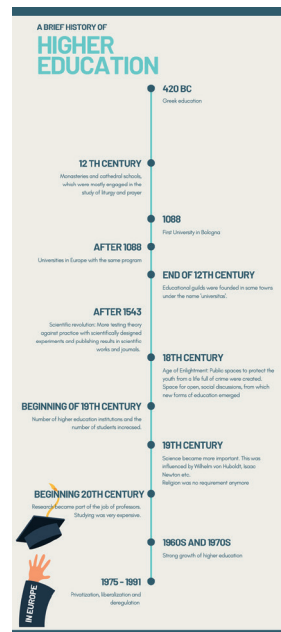 A BRIEF HISTORY OF
HIGHER
EDUCATION
420 BC
Greek education
12 TH CENTURY
Monasteries and cathedral schools,
which were mostly engaged in the
study of liturgy and prayer
1088
First University in Bologna
AFTER 1088
Universities in Europe with the same program
END OF 12TH CENTURY
Educational guilds were founded in some towns
under the name 'universitas'.
AFTER 1543
Scientific revolution: More testing theory
against practice with scientifically designed
experiments and publishing results in scientific
works and journals.
18TH CENTURY
Age of Enlightment: Public spaces to protect the
youth from a life full of crime were created.
Space for open, social discussions, from which
new forms of education emerged
BEGINNING OF 19TH CENTURY
Number of higher education institutions and the
number of students increased.
19TH CENTURY
Science became more important. This was
influenced by Wilhelm von Huboldt, Isaac
Newton etc.
Religion was no requirement anymore
BEGINNING 20TH CENTURY
Research became part of the job of professors.
Studying was very expensive.
1960S AND 1970S
Strong growth of higher education
1975 - 1991
Privatization, liberalization and
deregulation
IN EUROPE